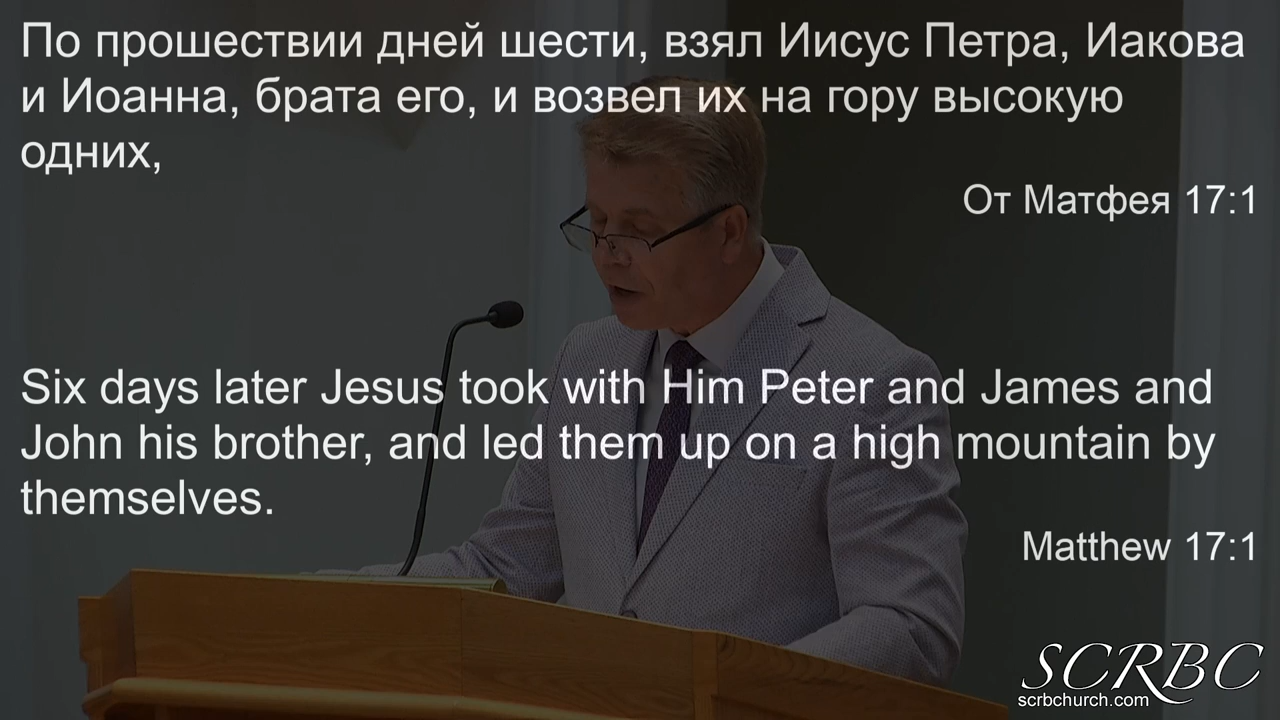 По прошествии дней шести, взял Иисус Петра, Иакова
и Иоанна, брата его, и возвел их на гору высокую
одних,
От Матфея 17:1
Six days later Jesus took with Him Peter and James and
John his brother, and led them up on a high mountain by
themselves.
Matthew 17:1
SCRBC
scrbchurch.com